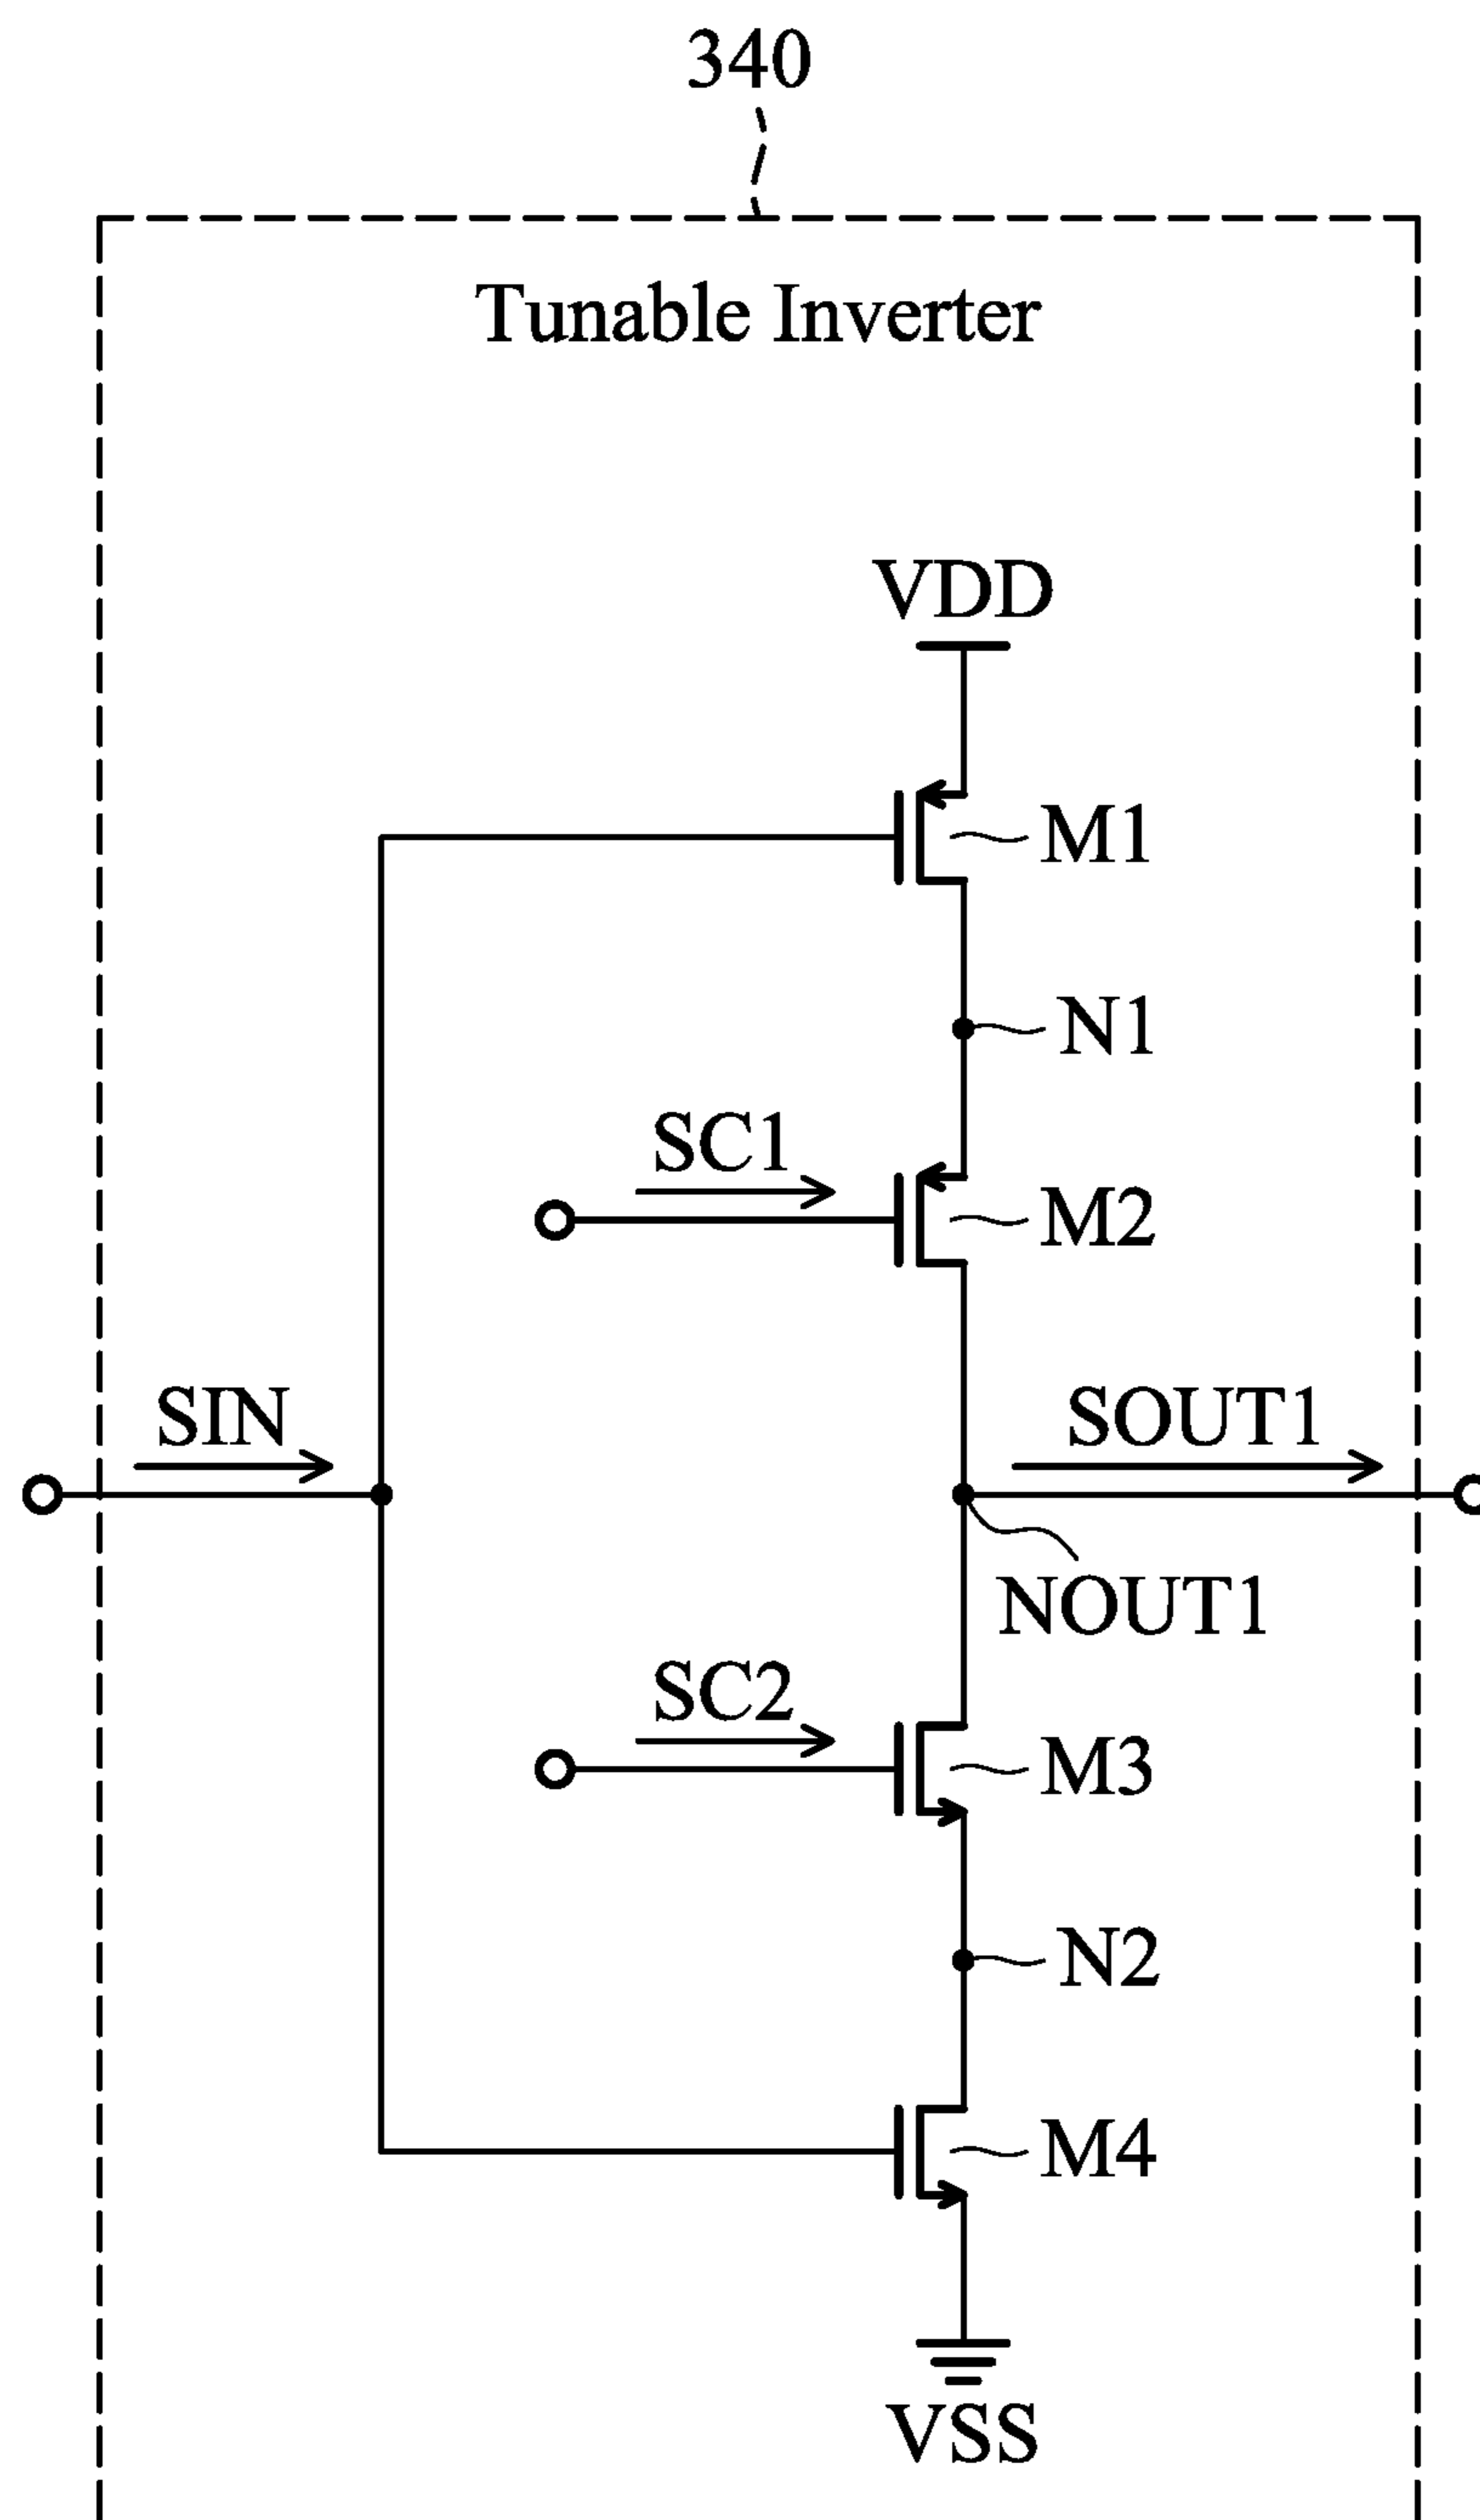 340
Tunable Inverter
VDD
M1
N1
SC1
M2
SIN
SOUT1
NOUT1
SC2
M3
N2
M4
VSS